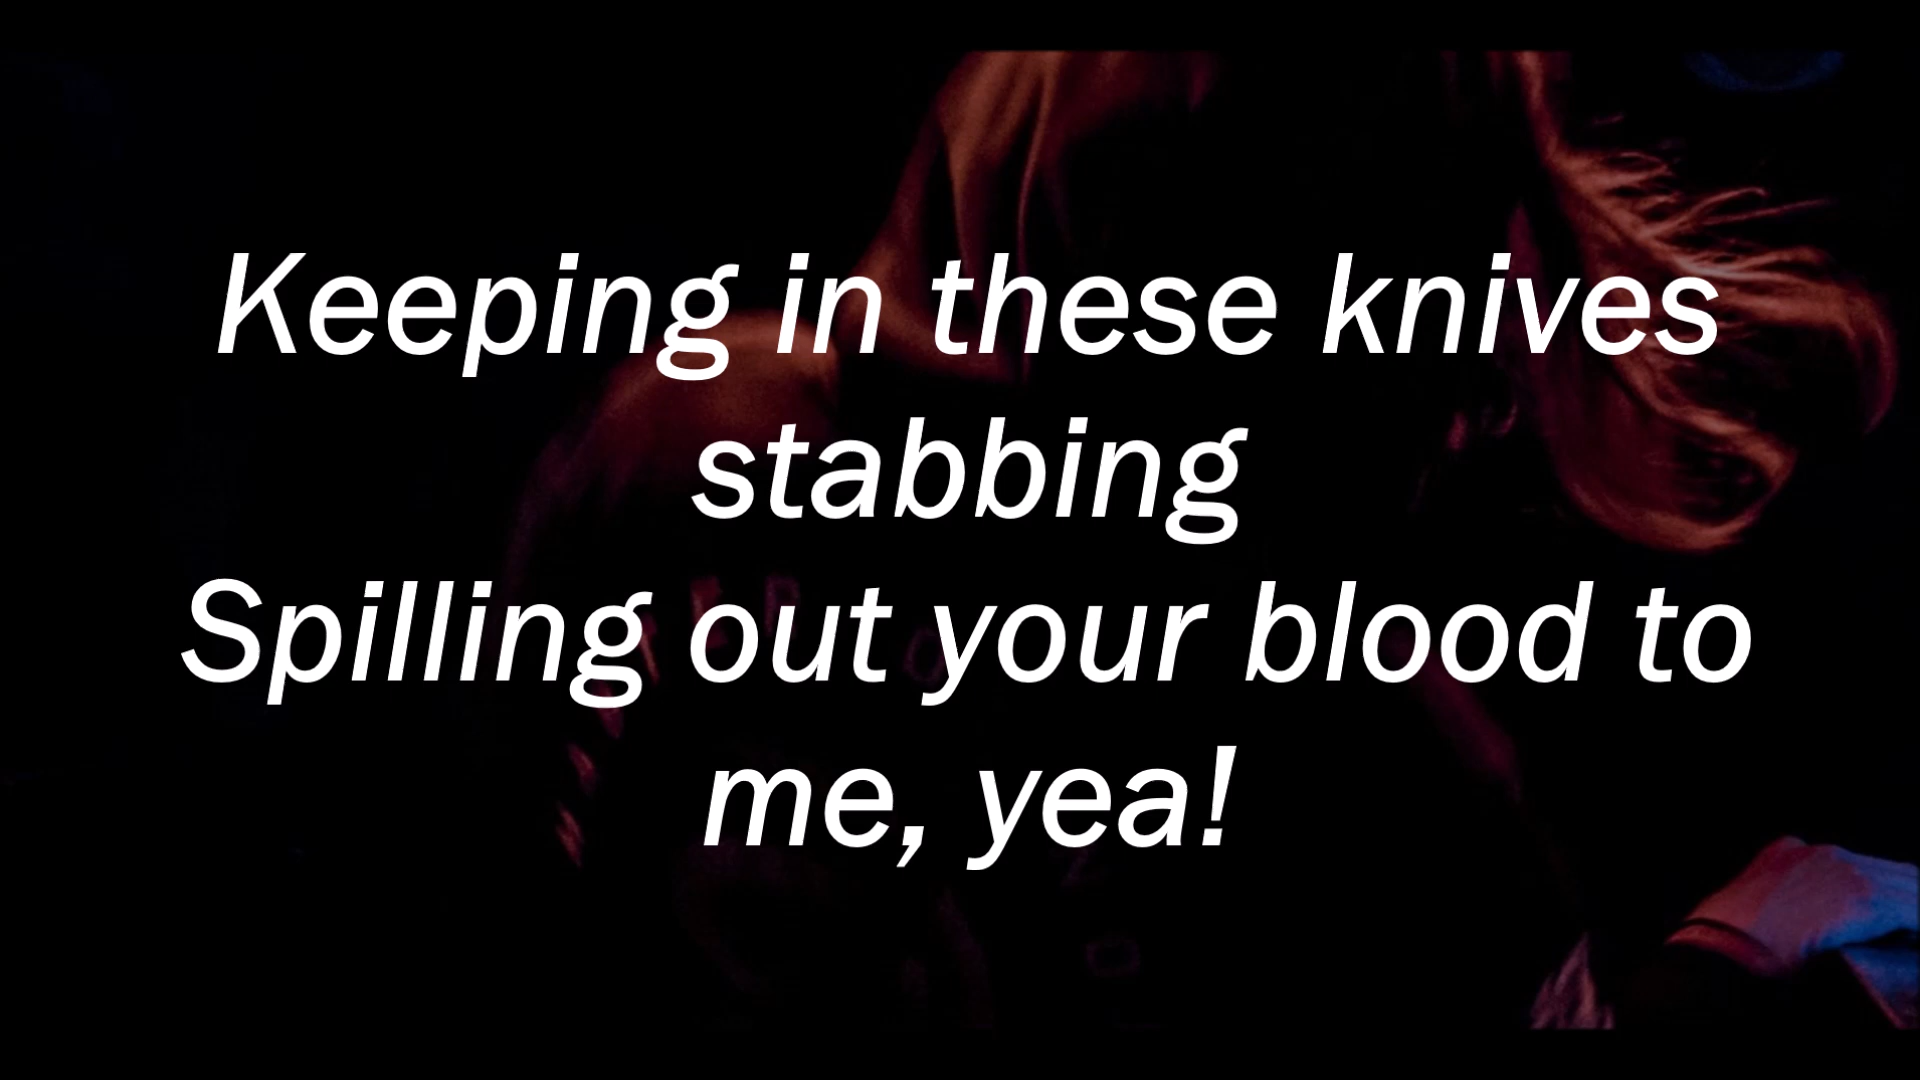 Keeping in these knives
stabbing
Spilling out your blood to
me, yea!